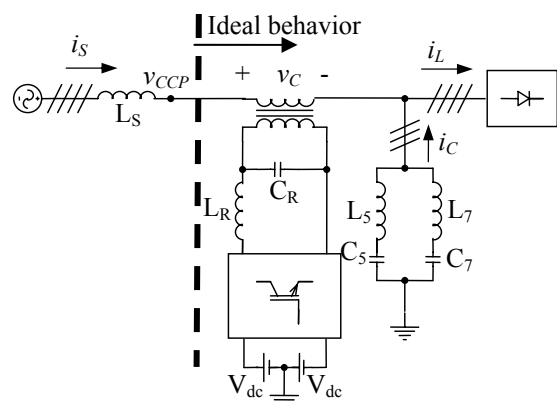 Ideal behavior
i_S
v_CCP
+ v_C -
i_L
L_S
i_C
C_R
L_R
L_5
L_7
C_5
C_7
V_dc V_dc